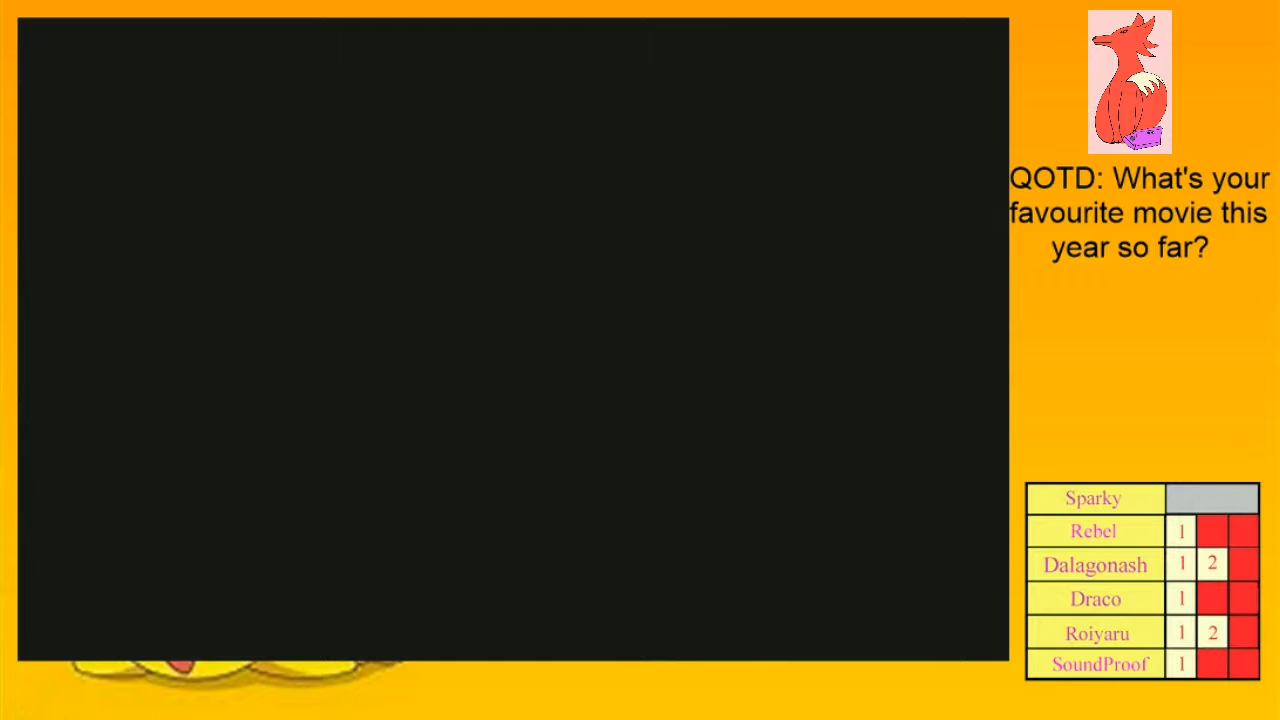 QOTD: What's your
favourite movie this
year so far?
Sparky
Rebel 1
Dalagonash 1 2
Draco 1
Roiyaru 1 2
SoundProof 1